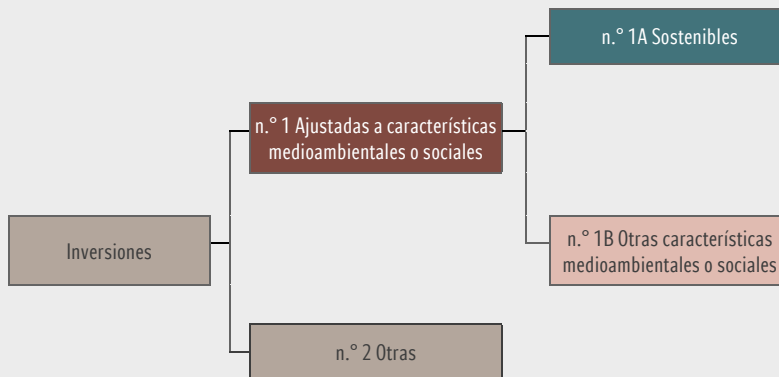 n.° 1A Sostenibles
n.° 1 Ajustadas a características
medioambientales o sociales
Inversiones
n.° 1B Otras características
medioambientales o sociales
n.° 2 Otras